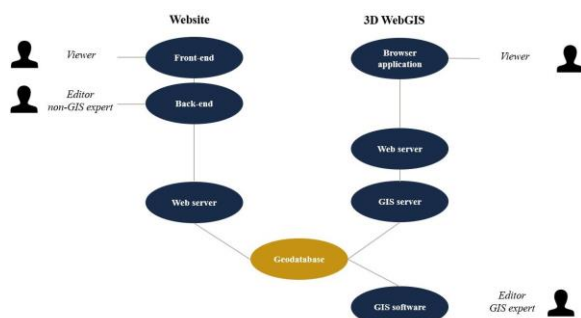 Website
3D WebGIS
Viewer
Front-end
Browser
application
Viewer
Editor
non-GIS expert
Back-end
Web server
Web server
GIS server
Geodatabase
GIS software
Editor
GIS expert